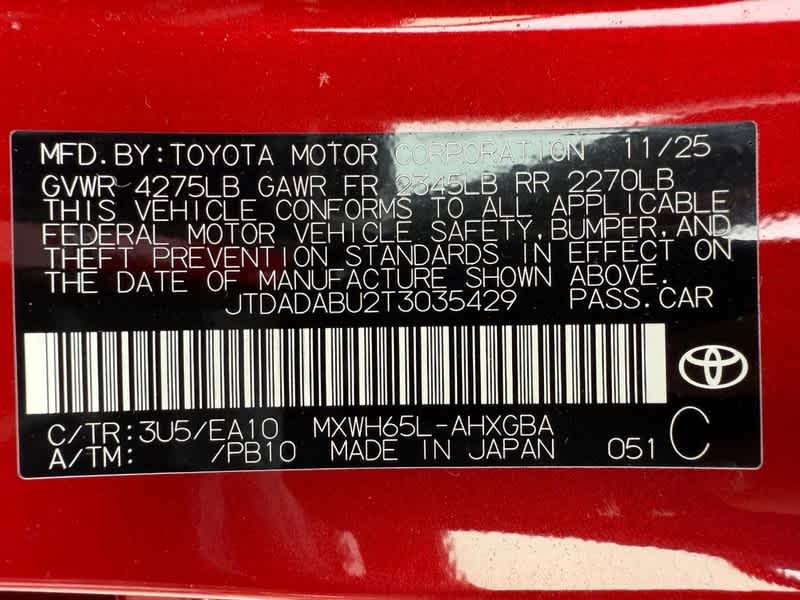 MFD. BY: TOYOTA MOTOR CORPORATION 11/25
GVWR 4275LB GAWR FR 2345LB RR 2270LB
THIS VEHICLE CONFORMS TO ALL APPLICABLE
FEDERAL MOTOR VEHICLE SAFETY, BUMPER, AND
THEFT PREVENTION STANDARDS IN EFFECT ON
THE DATE OF MANUFACTURE SHOWN ABOVE.
JTDADABU2T3035429 PASS. CAR
C/TR: 3U5/EA10 MXWH65L-AHXGBA
A/TM: /PB10 MADE IN JAPAN 051 C